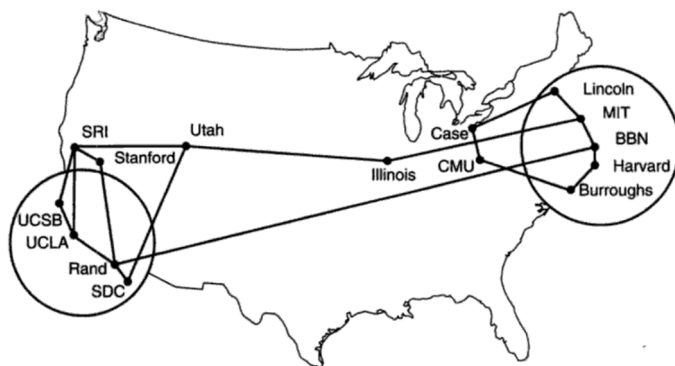 SRI
Utah
Stanford
UCSB
UCLA
Rand
SDC
Illinois
Case
CMU
Lincoln
MIT
BBN
Harvard
Burroughs